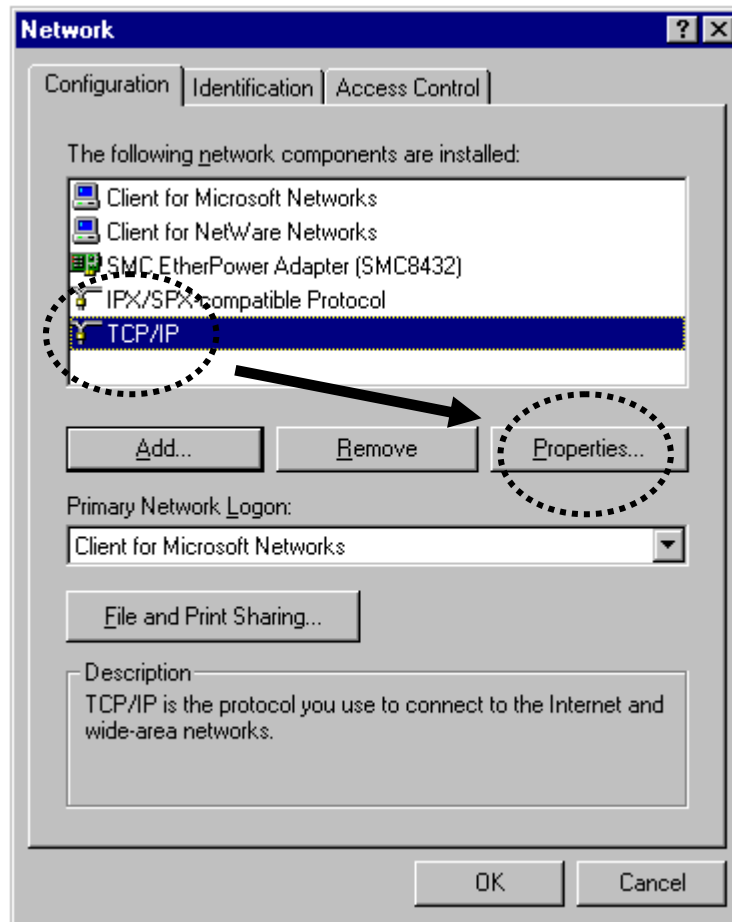 Network
Configuration Identification Access Control
The following network components are installed:
Client for Microsoft Networks
Client for NetWare Networks
SMC EtherPower Adapter (SMC8432)
IPX/SPX-compatible Protocol
TCP/IP
Add... Remove Properties...
Primary Network Logon:
Client for Microsoft Networks
File and Print Sharing...
Description
TCP/IP is the protocol you use to connect to the Internet and
wide-area networks.
OK Cancel